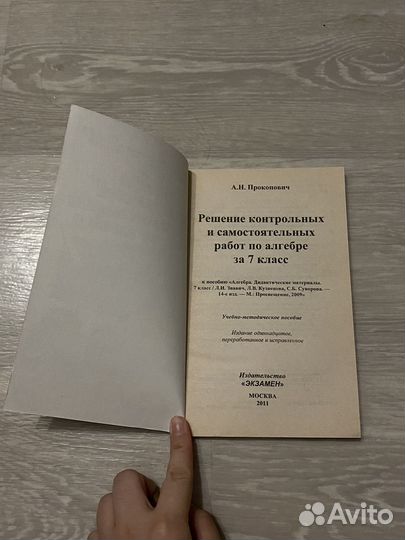 А.Н. Прокопович
Решение контрольных
и самостоятельных
работ по алгебре
за 7 класс
к пособию «Алгебра. Дидактические материалы.
7 класс / Л.И. Звавич, Л.В. Кузнецова, С.Б. Суворова. —
14-е изд. — М.: Просвещение, 2009»
Учебно-методическое пособие
Издание одиннадцатое,
переработанное и исправленное
Издательство
«ЭКЗАМЕН»
МОСКВА
2011
Avito